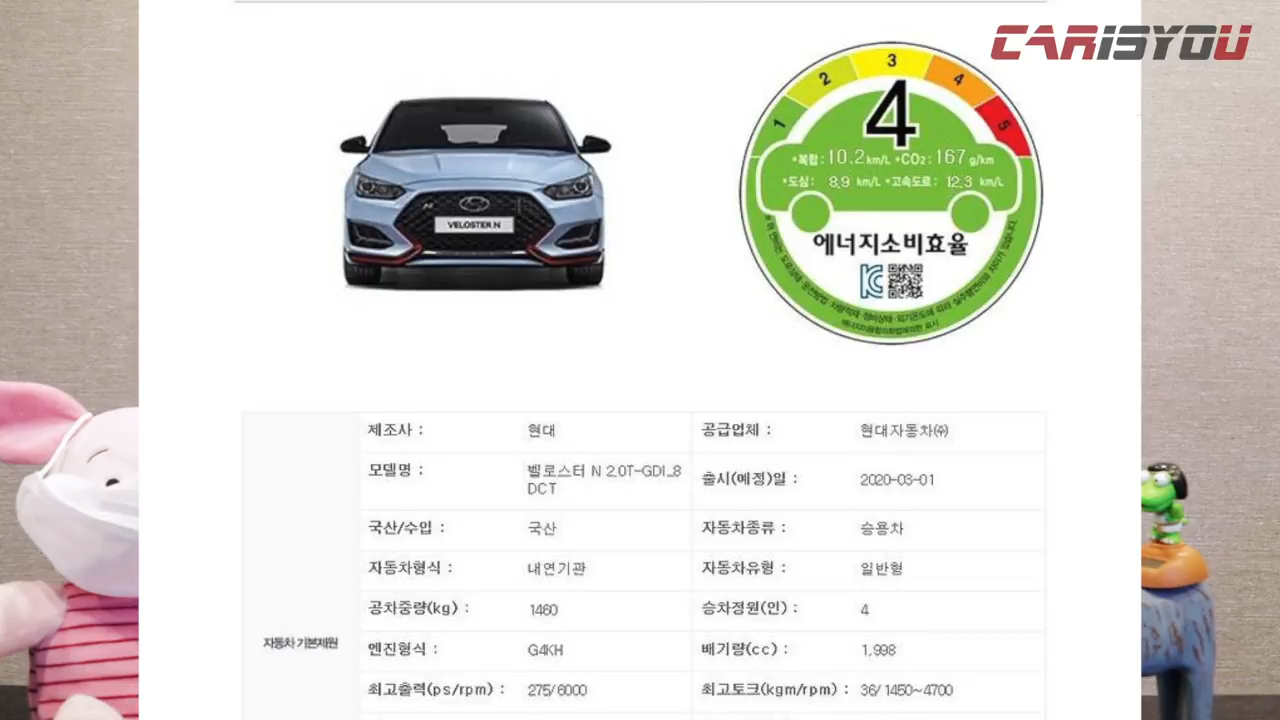 CARISYOU
1 2 3 4 5
4
•복합 : 10.2 km/L •CO2 : 167 g/km
•도심 : 8.9 km/L •고속도로 : 12.3 km/L
에너지소비효율
VELOSTER N
제조사 : 현대 공급업체 : 현대자동차㈜
모델명 : 벨로스터 N 2.0T-GDI_8
DCT
출시(예정)일 : 2020-03-01
국산/수입 : 국산 자동차종류 : 승용차
자동차형식 : 내연기관 자동차유형 : 일반형
공차중량(kg) : 1460 승차정원(인) : 4
자동차 기본제원
엔진형식 : G4KH 배기량(cc) : 1,998
최고출력(ps/rpm) : 275/6000 최고토크(kgm/rpm) : 36/1450~4700